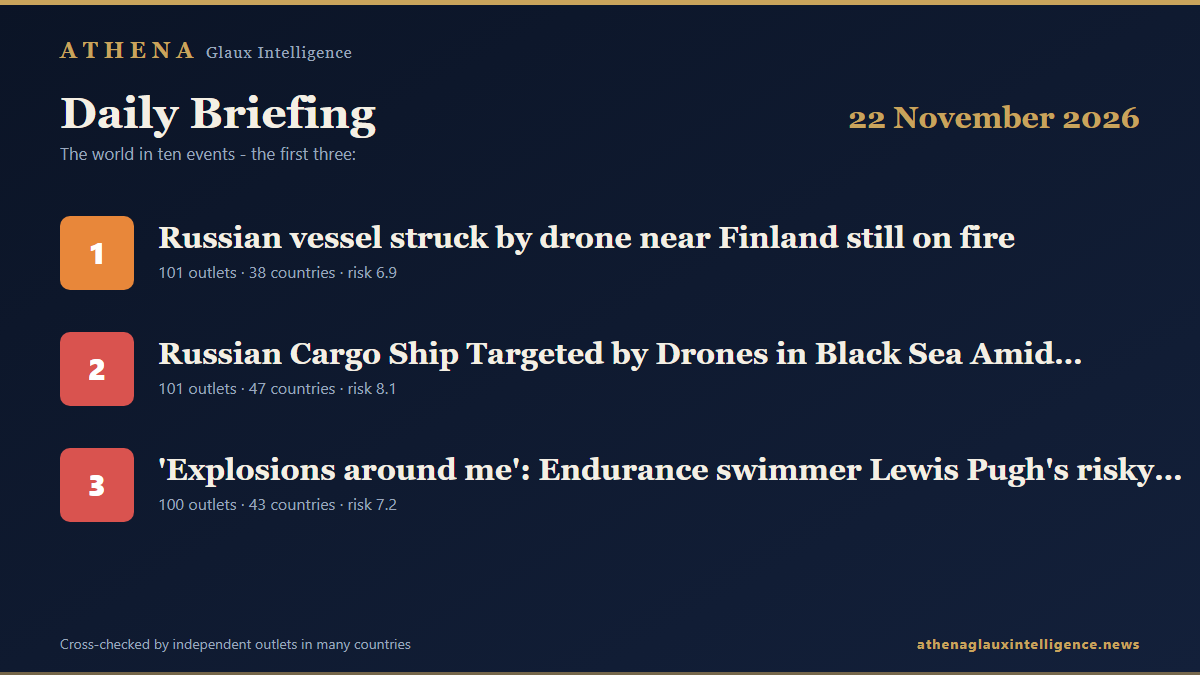 ATHENA Glaux Intelligence
Daily Briefing
22 November 2026
The world in ten events - the first three:
1
Russian vessel struck by drone near Finland still on fire
101 outlets · 38 countries · risk 6.9
2
Russian Cargo Ship Targeted by Drones in Black Sea Amid...
101 outlets · 47 countries · risk 8.1
3
'Explosions around me': Endurance swimmer Lewis Pugh's risky...
100 outlets · 43 countries · risk 7.2
Cross-checked by independent outlets in many countries
athenaglauxintelligence.news